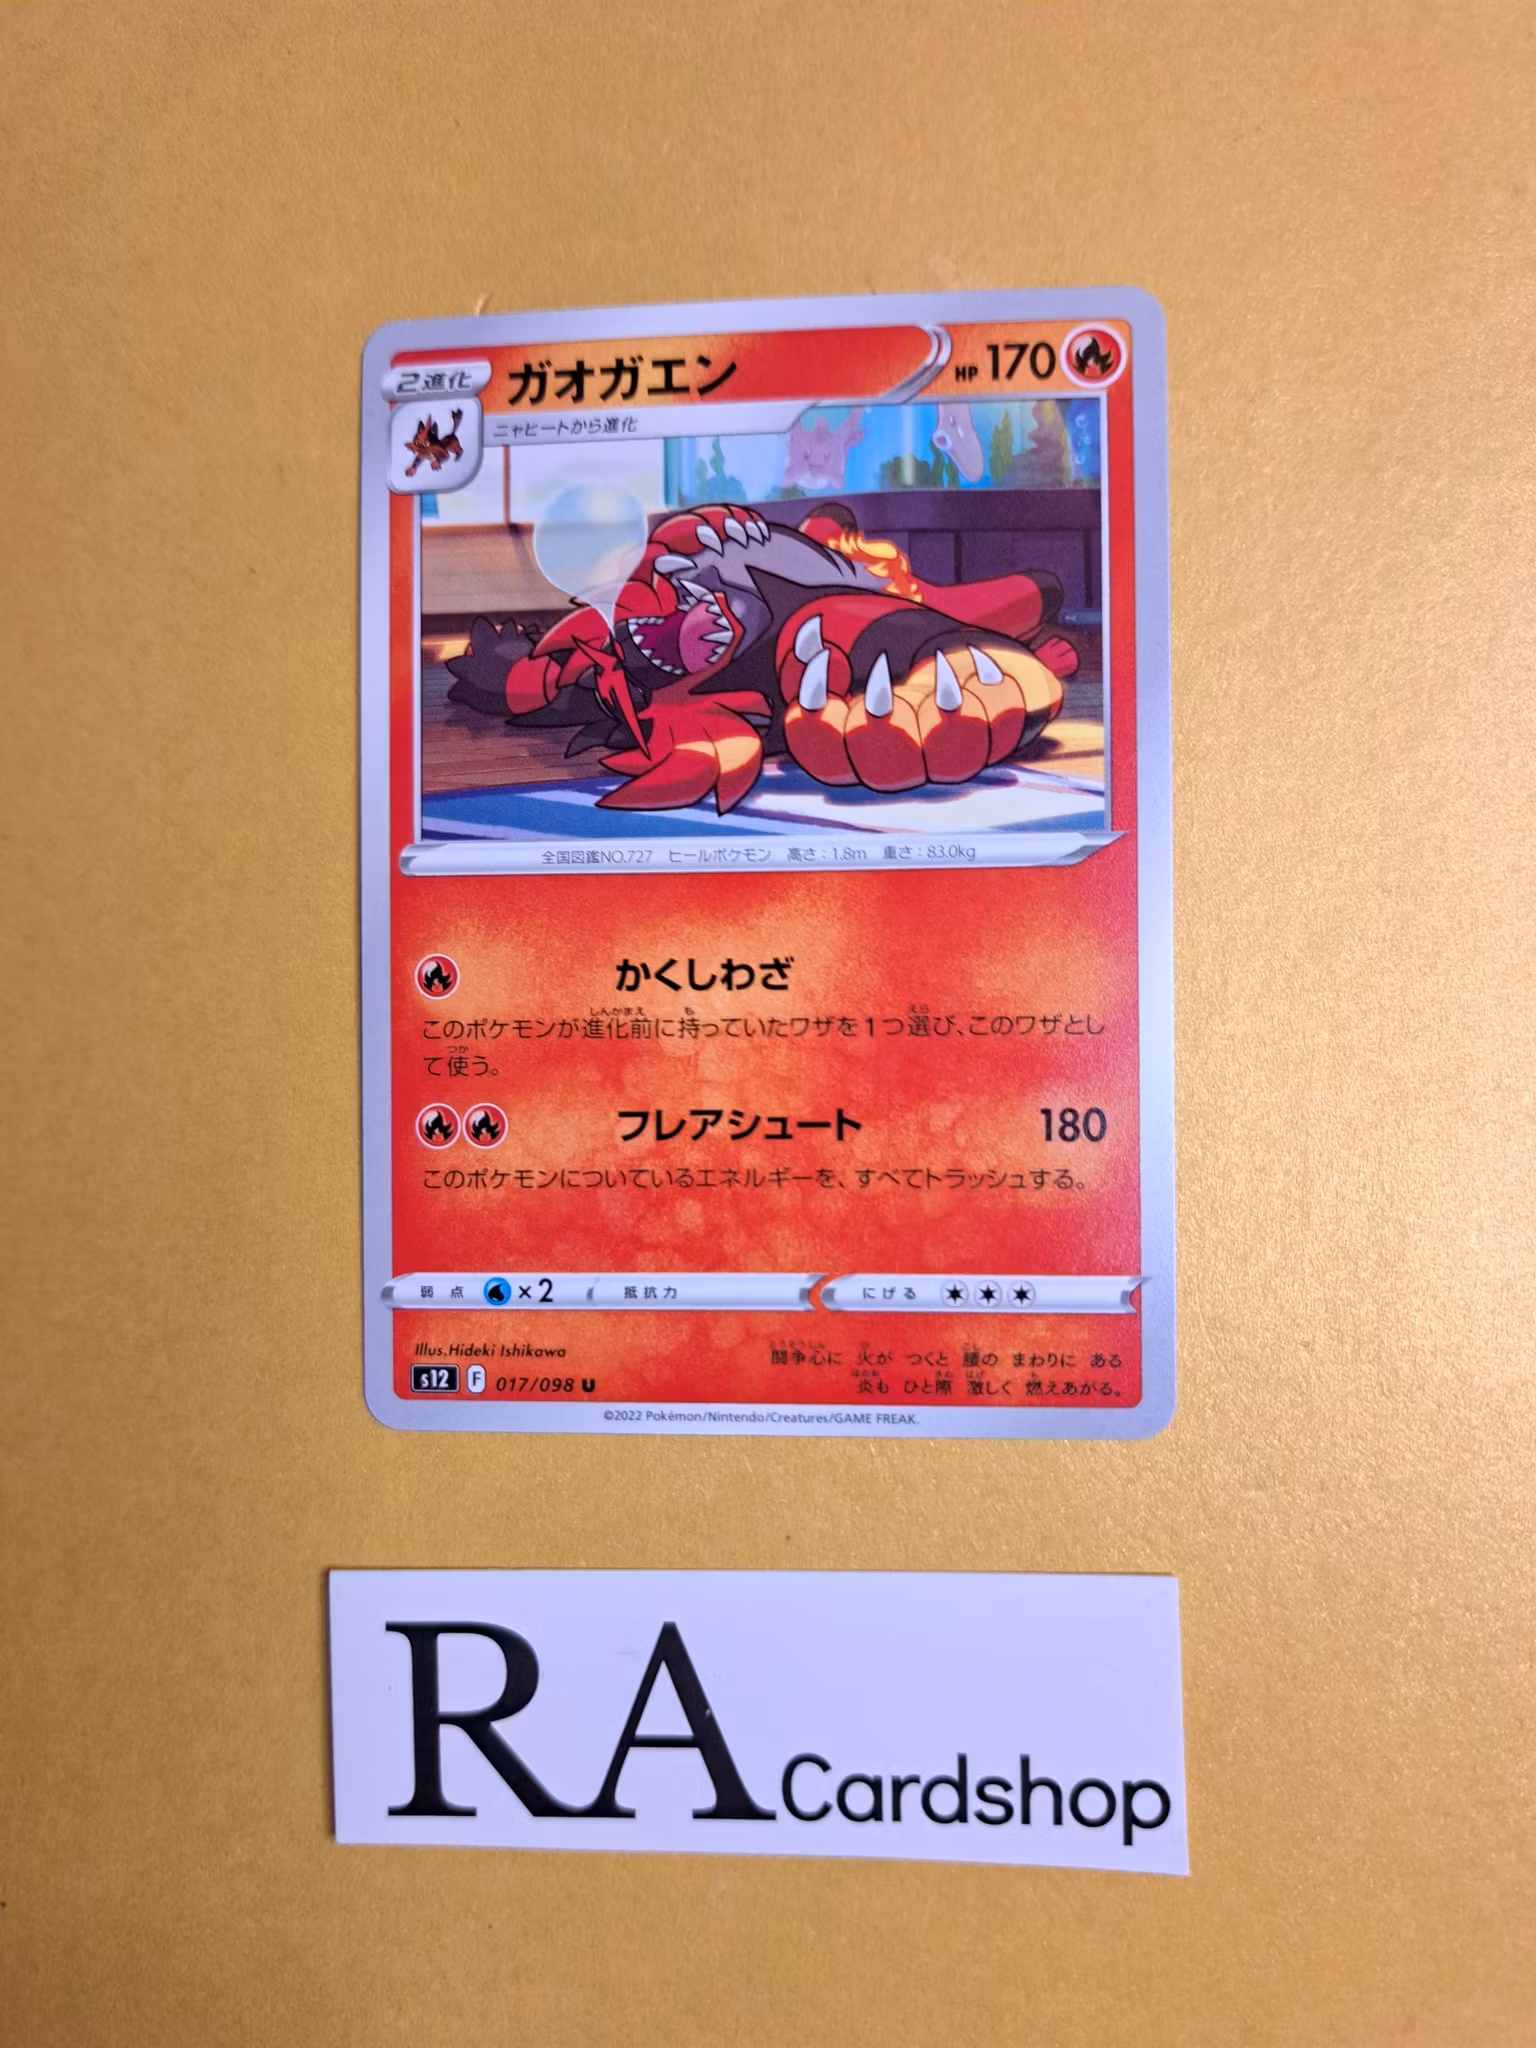 2進化
ガオガエン
HP 170
ニャヒートから進化
全国図鑑NO.727 ヒールポケモン 高さ:1.8m 重さ:83.0kg
かくしわざ
このポケモンが進化前に持っていたワザを1つ選び、このワザとし
て使う。
フレアシュート 180
このポケモンについているエネルギーを、すべてトラッシュする。
弱点 ×2 抵抗力 にげる
Illus.Hideki Ishikawa
s12 F 017/098 U
闘争心に 火が つくと 腰の まわりに ある
炎も ひと際 激しく 燃えあがる。
©2022 Pokémon/Nintendo/Creatures/GAME FREAK.
RA Cardshop